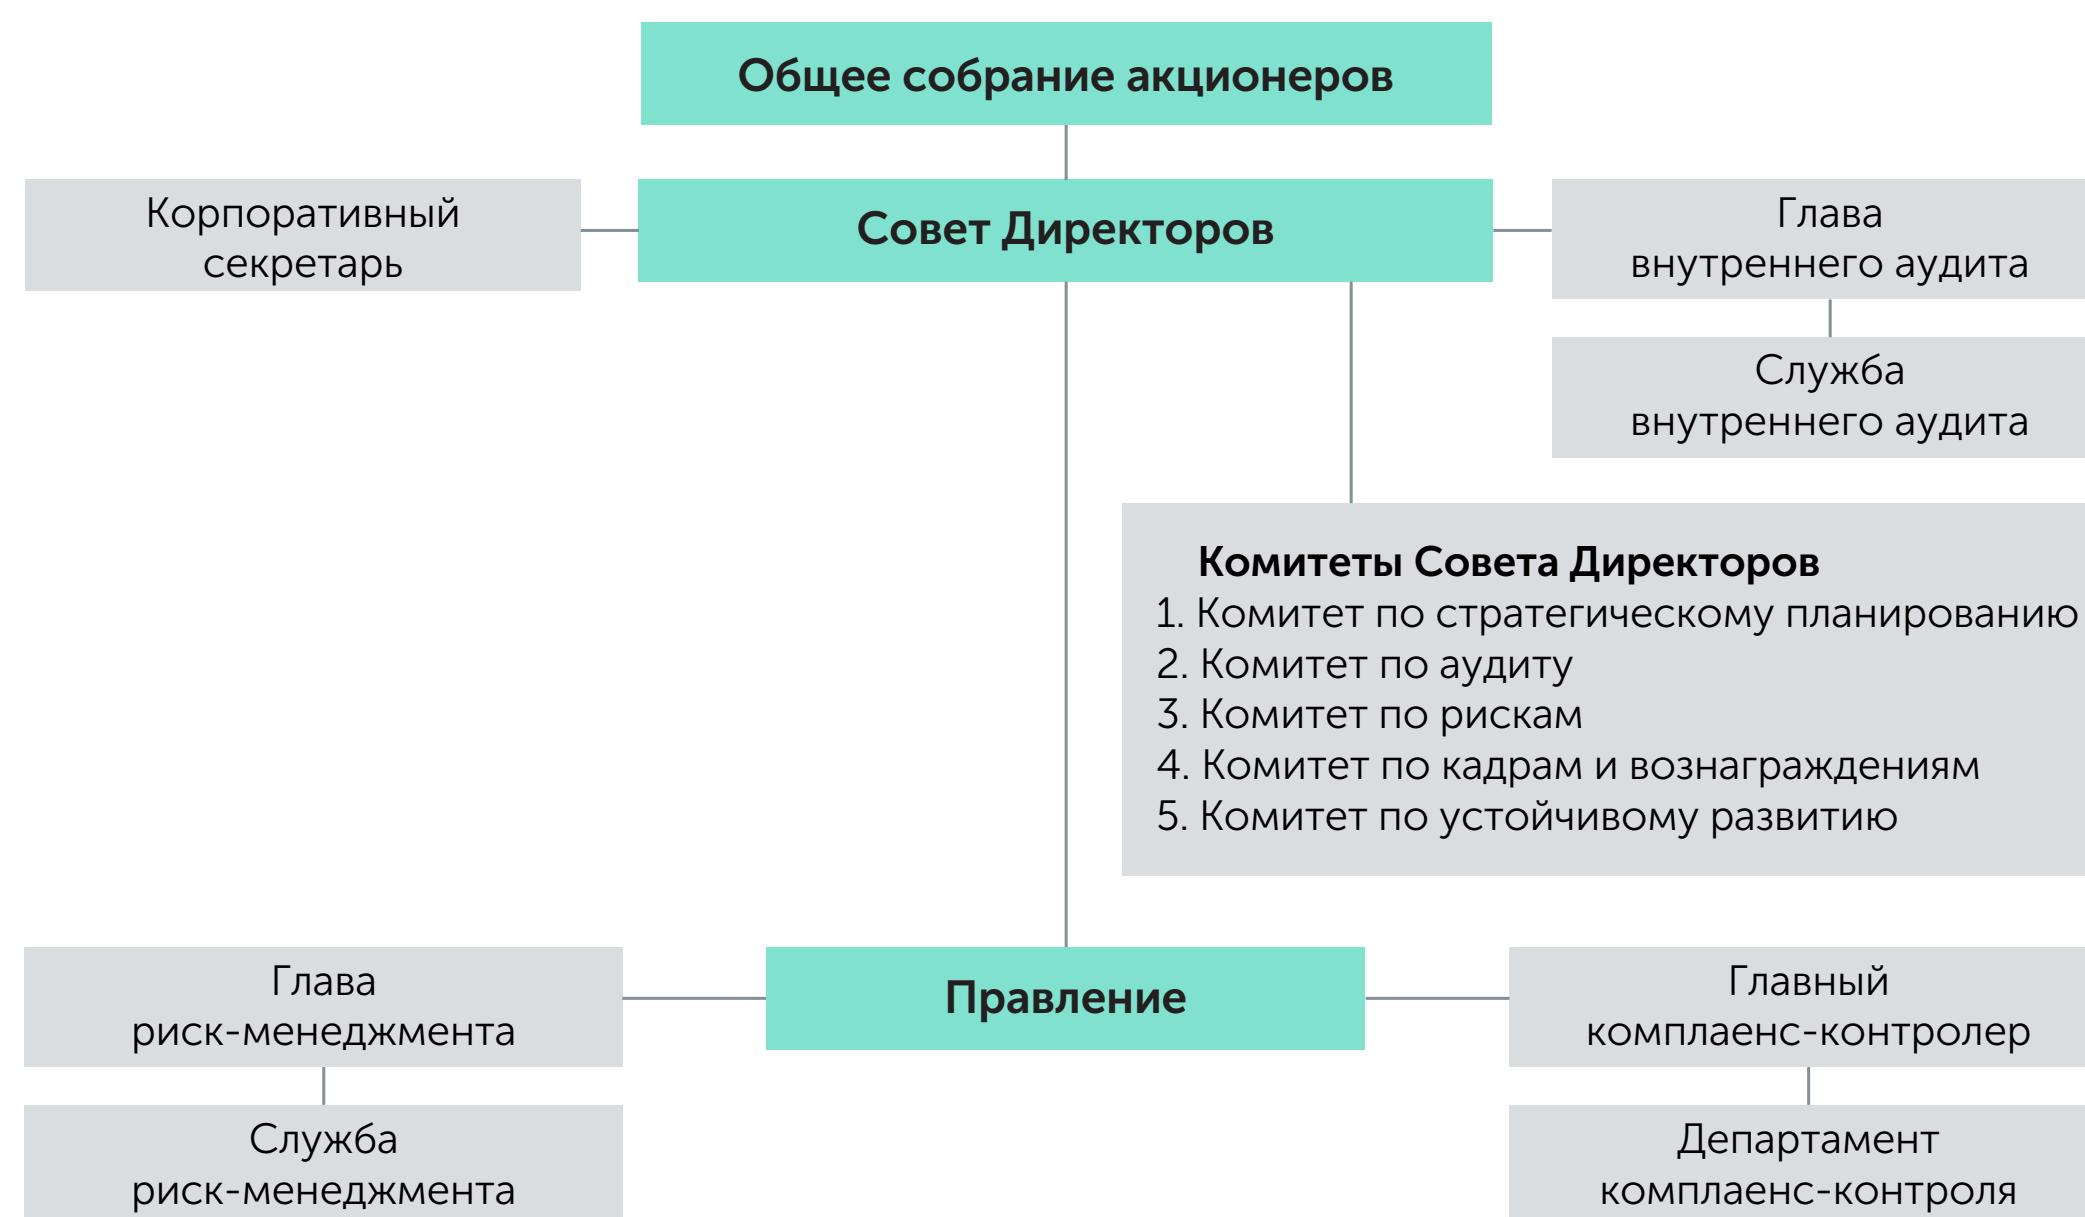 Общее собрание акционеров
Корпоративный
секретарь
Совет Директоров
Глава
внутреннего аудита
Служба
внутреннего аудита
Комитеты Совета Директоров
1. Комитет по стратегическому планированию
2. Комитет по аудиту
3. Комитет по рискам
4. Комитет по кадрам и вознаграждениям
5. Комитет по устойчивому развитию
Глава
риск-менеджмента
Правление
Главный
комплаенс-контролер
Служба
риск-менеджмента
Департамент
комплаенс-контроля